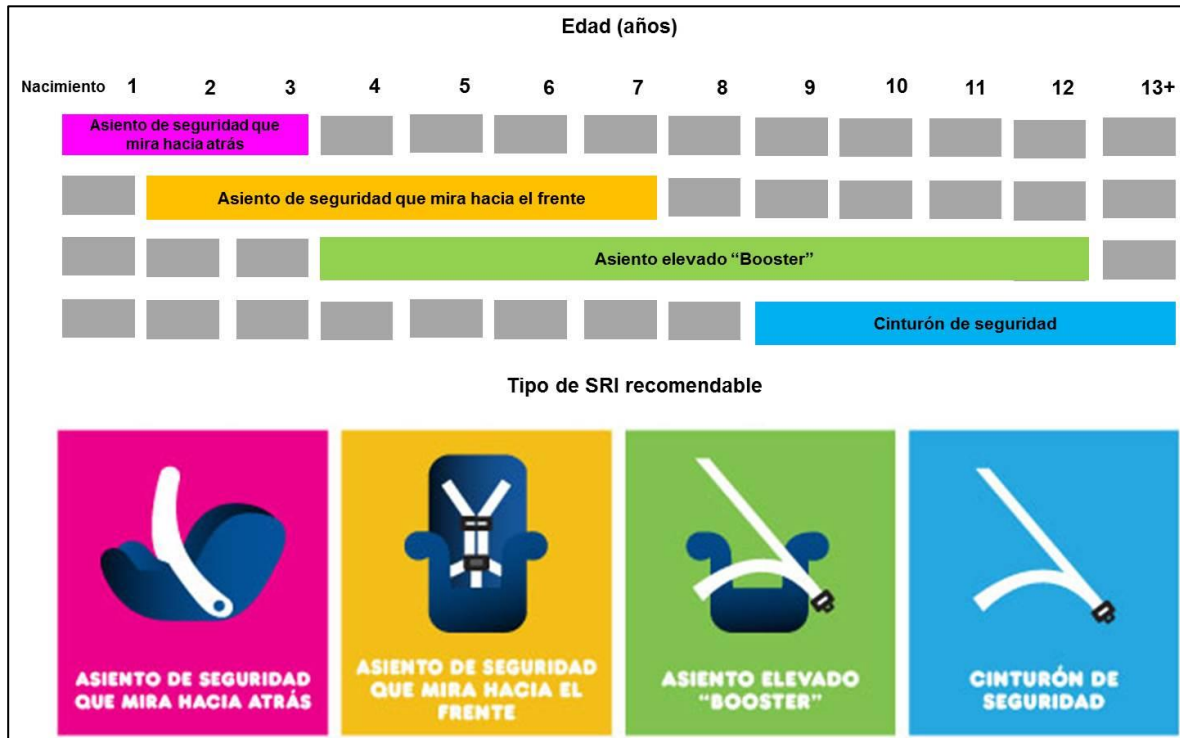 Edad (años)
Nacimiento 1 2 3 4 5 6 7 8 9 10 11 12 13+
Asiento de seguridad que
mira hacia atrás
Asiento de seguridad que mira hacia el frente
Asiento elevado “Booster”
Cinturón de seguridad
Tipo de SRI recomendable
ASIENTO DE SEGURIDAD
QUE MIRA HACIA ATRÁS
ASIENTO DE SEGURIDAD
QUE MIRA HACIA EL
FRENTE
ASIENTO ELEVADO
“BOOSTER”
CINTURÓN DE
SEGURIDAD